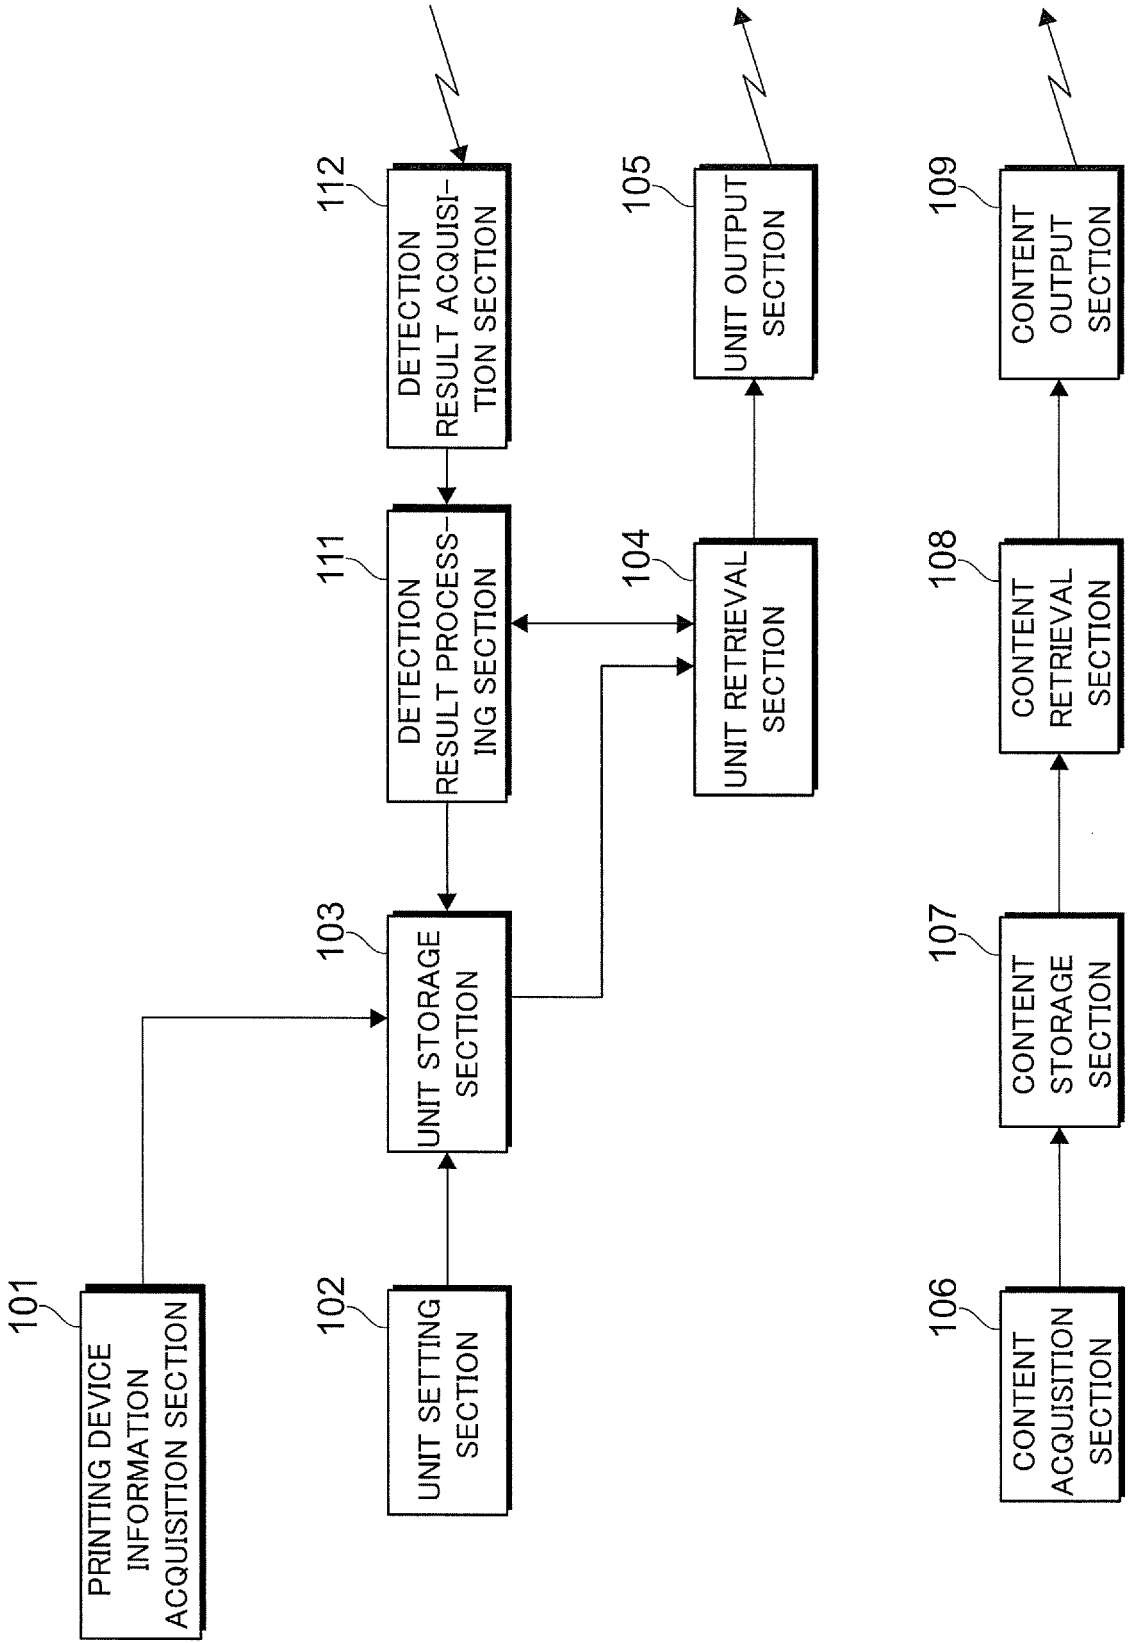 101
PRINTING DEVICE
INFORMATION
ACQUISITION SECTION
102
UNIT SETTING
SECTION
103
UNIT STORAGE
SECTION
111
DETECTION
RESULT PROCESS-
ING SECTION
112
DETECTION
RESULT ACQUISI-
TION SECTION
104
UNIT RETRIEVAL
SECTION
105
UNIT OUTPUT
SECTION
106
CONTENT
ACQUISITION
SECTION
107
CONTENT
STORAGE
SECTION
108
CONTENT
RETRIEVAL
SECTION
109
CONTENT
OUTPUT
SECTION